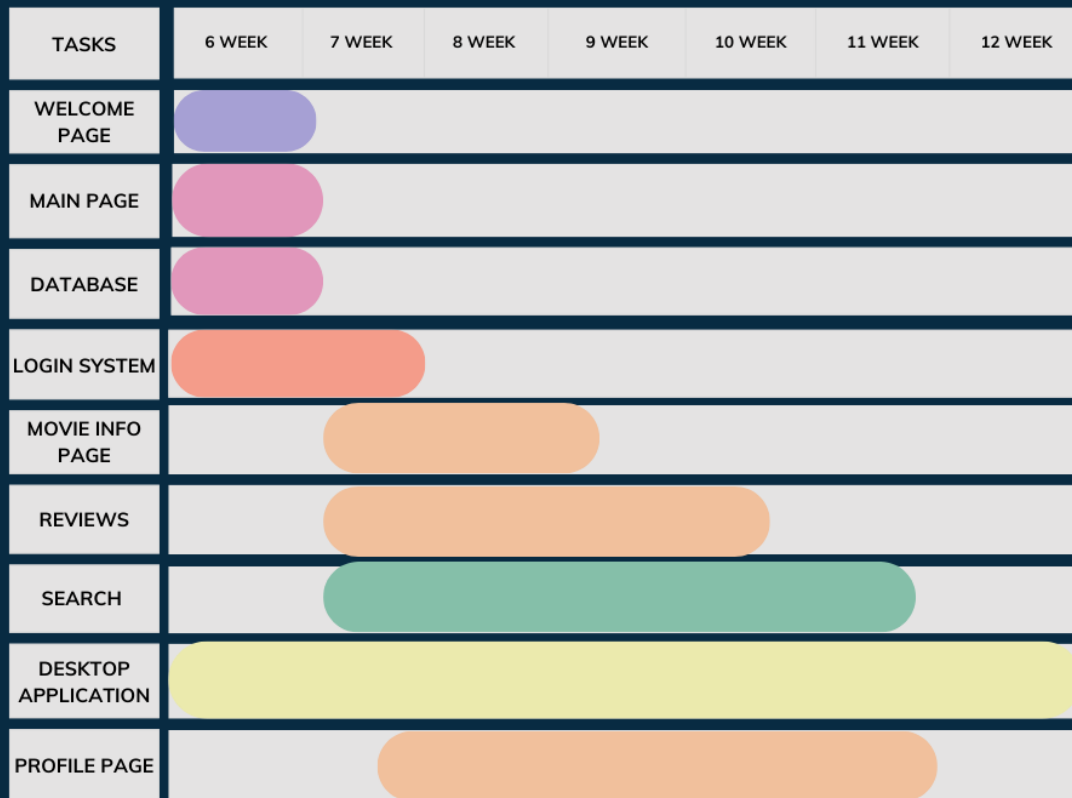 TASKS
6 WEEK
7 WEEK
8 WEEK
9 WEEK
10 WEEK
11 WEEK
12 WEEK
WELCOME
PAGE
MAIN PAGE
DATABASE
LOGIN SYSTEM
MOVIE INFO
PAGE
REVIEWS
SEARCH
DESKTOP
APPLICATION
PROFILE PAGE